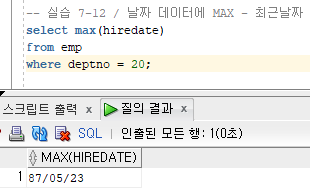 -- 실습 7-12 / 날짜 데이터에 MAX - 최근날짜
select max(hiredate)
from emp
where deptno = 20;
스크립트 출력 x 질의 결과 x
SQL | 인출된 모든 행: 1(0초)
MAX(HIREDATE)
1 87/05/23